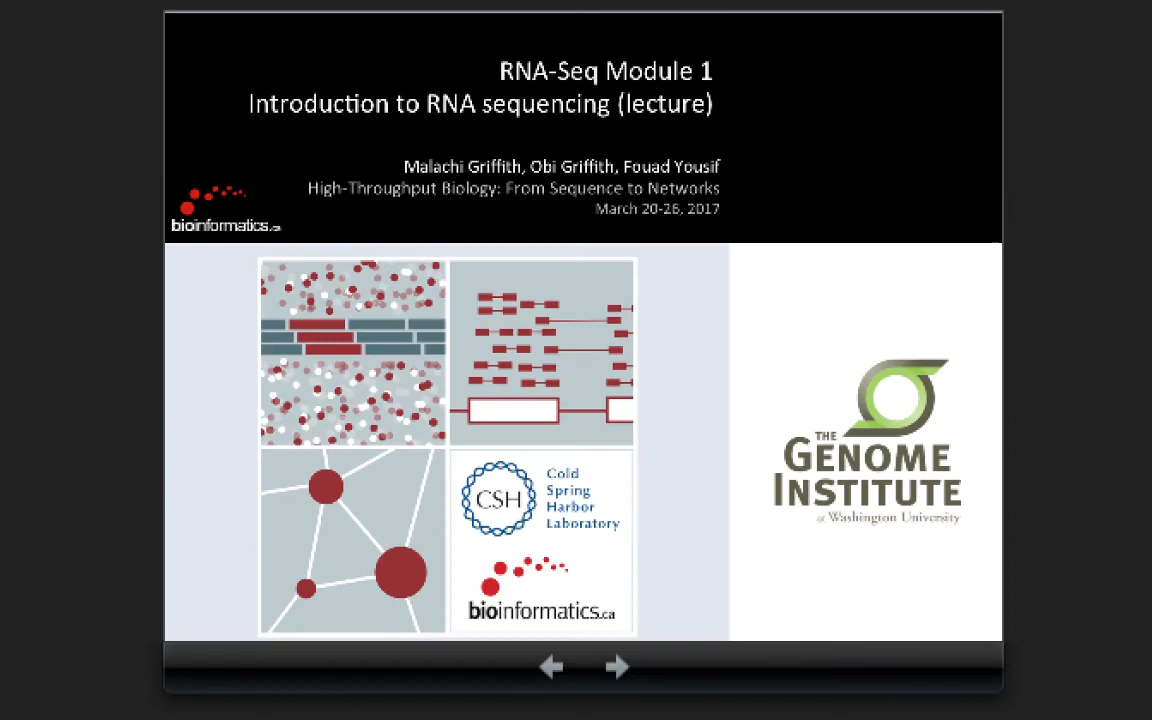 RNA-Seq Module 1
Introduction to RNA sequencing (lecture)
Malachi Griffith, Obi Griffith, Fouad Yousif
High-Throughput Biology: From Sequence to Networks
March 20-26, 2017
bioinformatics.ca
CSH
Cold
Spring
Harbor
Laboratory
bioinformatics.ca
THE
GENOME
INSTITUTE
at Washington University